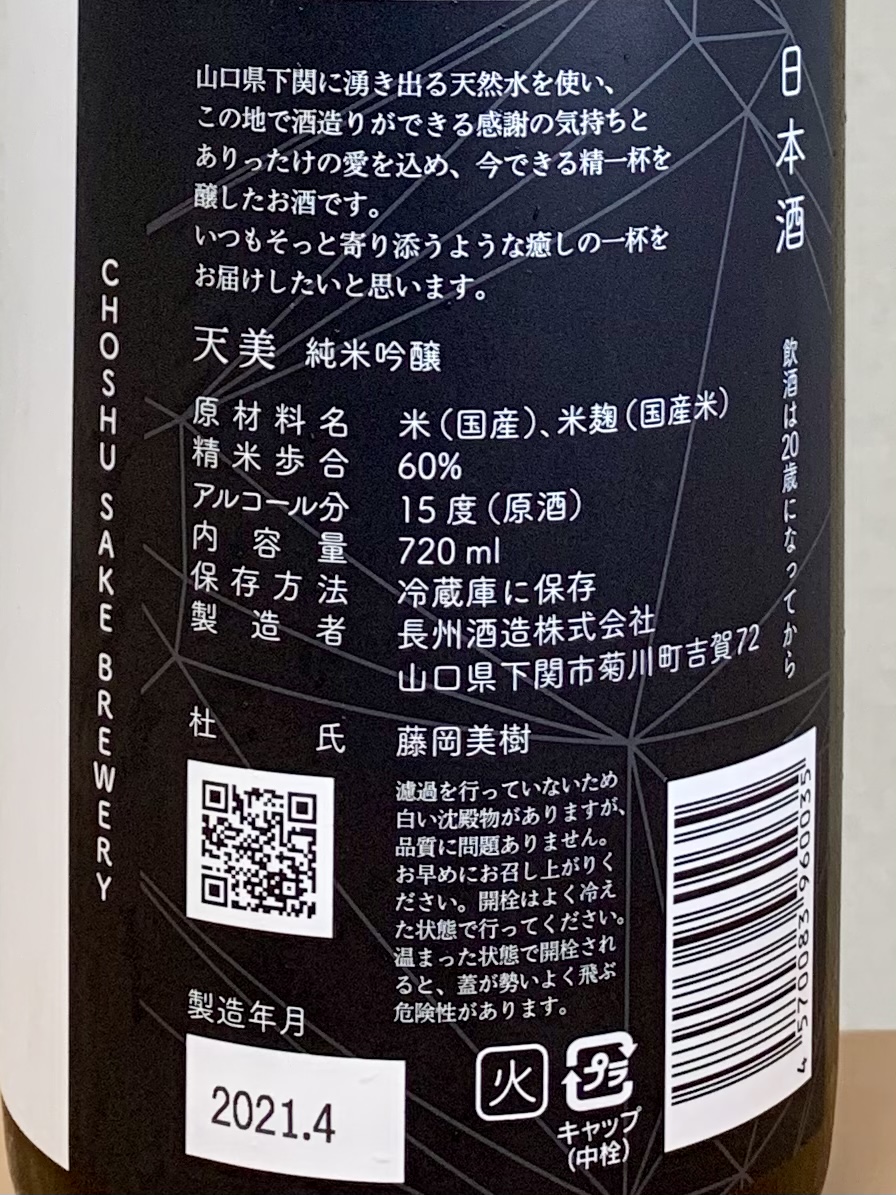 山口県下関に湧き出る天然水を使い、
この地で酒造りができる感謝の気持ちと
ありったけの愛を込め、今できる精一杯を
醸したお酒です。
いつもそっと寄り添うような癒しの一杯を
お届けしたいと思います。
天美 純米吟醸
原材料名 米（国産）、米麹（国産米）
精米歩合 60%
アルコール分 15度（原酒）
内容量 720 ml
保存方法 冷蔵庫に保存
製造者 長州酒造株式会社
山口県下関市菊川町吉賀72
杜氏 藤岡美樹
濾過を行っていないため
白い沈殿物がありますが、
品質に問題ありません。
お早めにお召し上がりく
ださい。開栓はよく冷え
た状態で行ってください。
温まった状態で開栓され
ると、蓋が勢いよく飛ぶ
危険性があります。
製造年月
2021.4
火
プラ
キャップ
(中栓)
日本酒
飲酒は20歳になってから
CHOSHU SAKE BREWERY
4 570083 960035